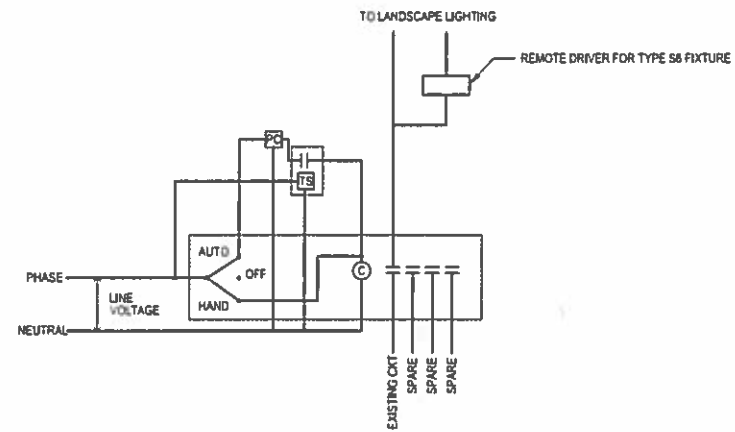 TO LANDSCAPE LIGHTING
REMOTE DRIVER FOR TYPE S6 FIXTURE
PC
TS
AUTO
OFF
C
PHASE
LINE
VOLTAGE
HAND
NEUTRAL
EXISTING CKT
SPARE
SPARE
SPARE